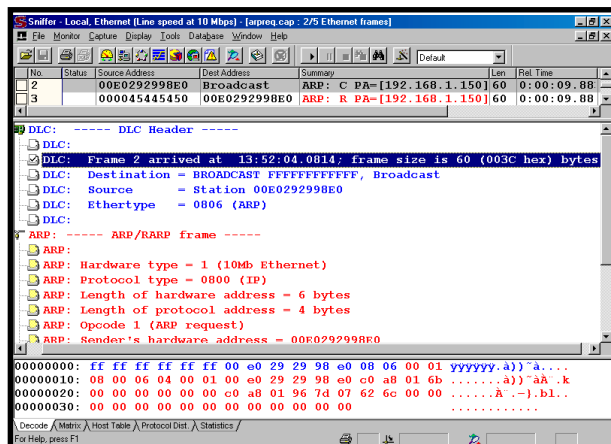 Sniffer - Local, Ethernet (Line speed at 10 Mbps) - [arpreq.cap : 2/5 Ethernet frames]
File Monitor Capture Display Tools Database Window Help
Default
No. Status Source Address Dest Address Summary Len Rel. Time
2 00E0292998E0 Broadcast ARP: C PA=[192.168.1.150] 60 0:00:09.88
3 000045445450 00E0292998E0 ARP: R PA=[192.168.1.150] 60 0:00:09.88
DLC: ----- DLC Header -----
DLC:
DLC: Frame 2 arrived at 13:52:04.0814; frame size is 60 (003C hex) bytes
DLC: Destination = BROADCAST FFFFFFFFFFFF, Broadcast
DLC: Source = Station 00E0292998E0
DLC: Ethertype = 0806 (ARP)
DLC:
ARP: ----- ARP/RARP frame -----
ARP:
ARP: Hardware type = 1 (10Mb Ethernet)
ARP: Protocol type = 0800 (IP)
ARP: Length of hardware address = 6 bytes
ARP: Length of protocol address = 4 bytes
ARP: Opcode 1 (ARP request)
ARP: Sender's hardware address = 00E0292998E0
00000000: ff ff ff ff ff ff 00 e0 29 29 98 e0 08 06 00 01 ÿÿÿÿÿÿ.à))˜à....
00000010: 08 00 06 04 00 01 00 e0 29 29 98 e0 c0 a8 01 6b .......à))˜àÀ¨.k
00000020: 00 00 00 00 00 00 c0 a8 01 96 7d 07 62 6c 00 00 ......À¨.–}.bl..
00000030: 00 00 00 00 00 00 00 00 00 00 00 00 ............
Decode Matrix Host Table Protocol Dist. Statistics
For Help, press F1